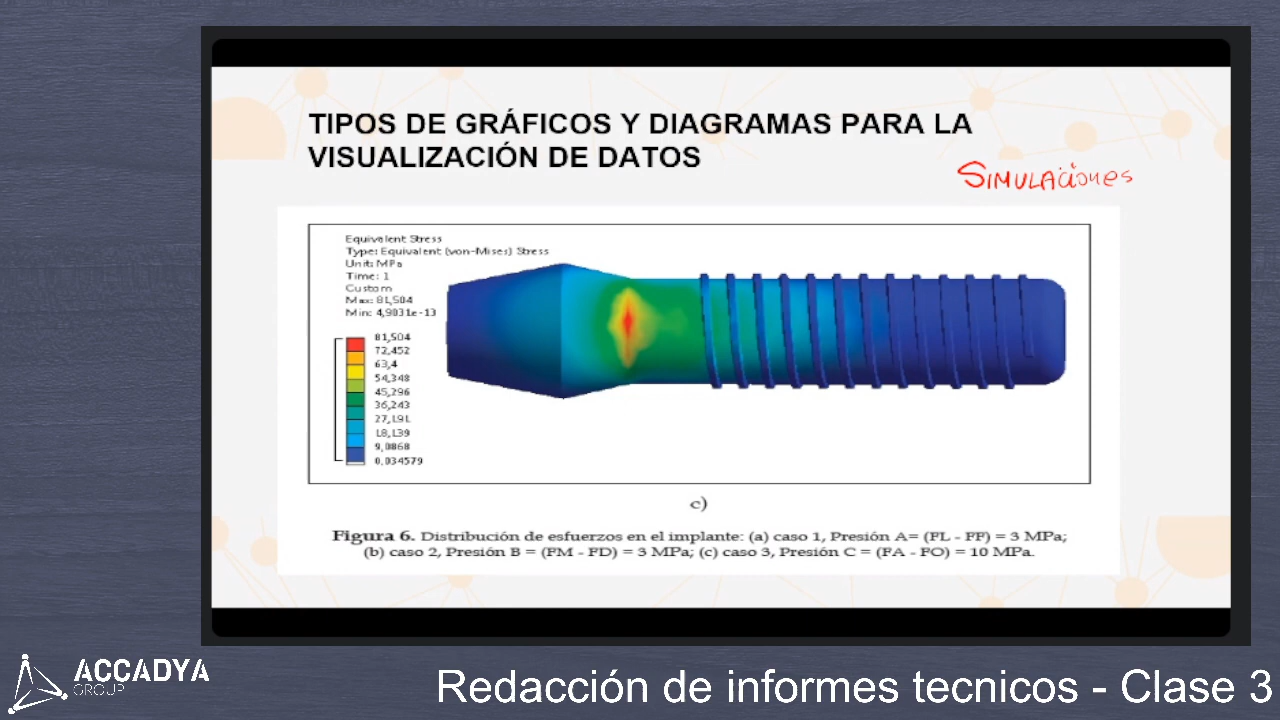 TIPOS DE GRÁFICOS Y DIAGRAMAS PARA LA
VISUALIZACIÓN DE DATOS
SIMULACiones
Equivalent Stress
Type: Equivalent (von-Mises) Stress
Unit: MPa
Time: 1
Custom
Max: 81,504
Min: 4,9031e-13
81,504
72,452
63,4
54,348
45,296
36,243
27,191
18,139
9,0868
0,034579
c)
Figura 6. Distribución de esfuerzos en el implante: (a) caso 1, Presión A= (FL - FF) = 3 MPa;
(b) caso 2, Presión B = (FM - FD) = 3 MPa; (c) caso 3, Presión C = (FA - FO) = 10 MPa.
ACCADYA
GROUP
Redacción de informes tecnicos - Clase 3